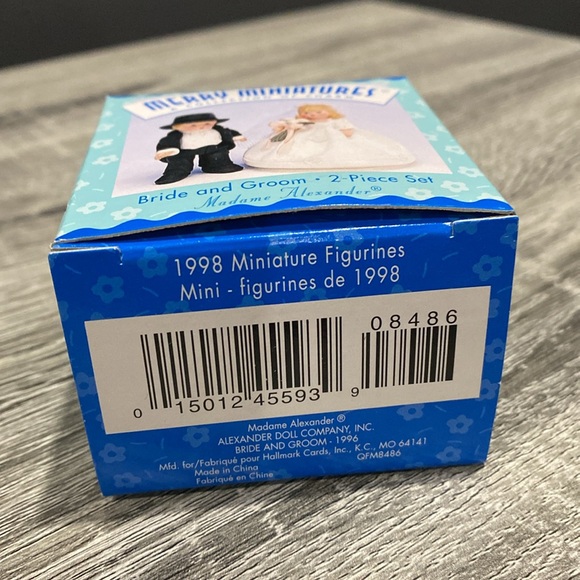 MERRY MINIATURES®
Bride and Groom • 2-Piece Set
Madame Alexander®
1998 Miniature Figurines
Mini - figurines de 1998
08486
0 15012 45593 9
Madame Alexander ®
ALEXANDER DOLL COMPANY, INC.
BRIDE AND GROOM - 1996
Mfd. for/Fabriqué pour Hallmark Cards, Inc., K.C., MO 64141
Made in China QFM8486
Fabriqué en Chine